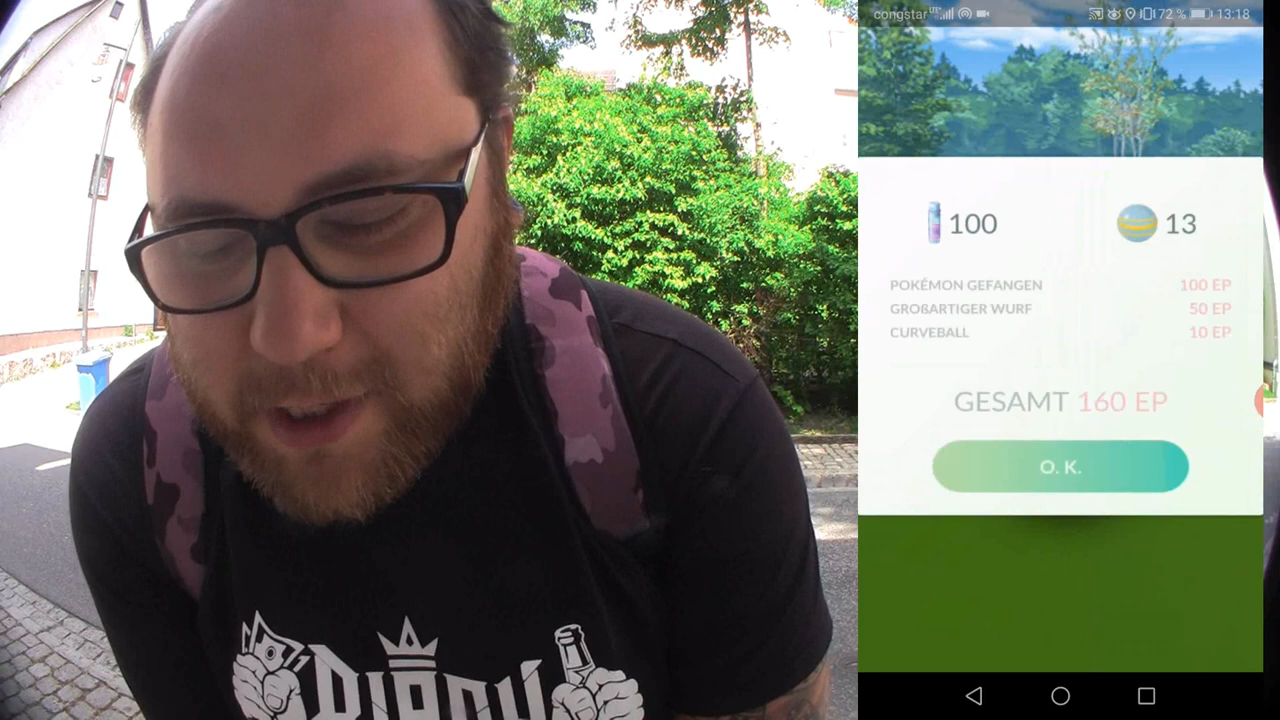 congstar 72 % 13:18
100 13
POKÉMON GEFANGEN 100 EP
GROßARTIGER WURF 50 EP
CURVEBALL 10 EP
GESAMT 160 EP
O. K.